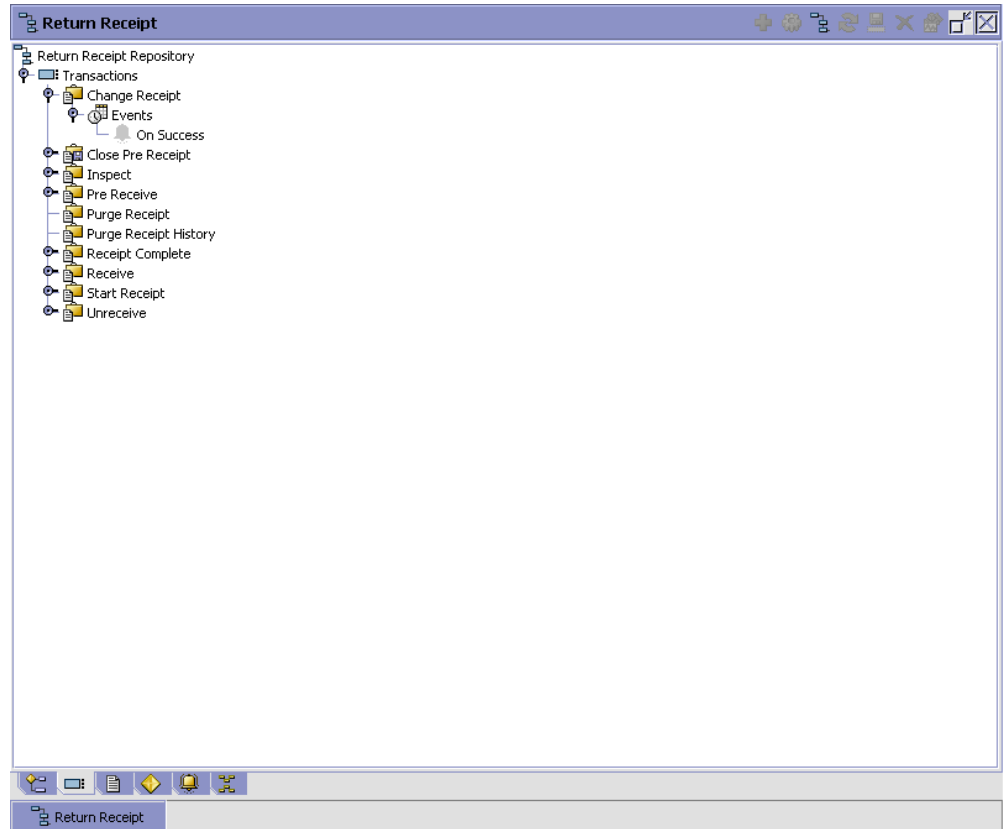 Return Receipt
Return Receipt Repository
Transactions
Change Receipt
Events
On Success
Close Pre Receipt
Inspect
Pre Receive
Purge Receipt
Purge Receipt History
Receipt Complete
Receive
Start Receipt
Unreceive
Return Receipt